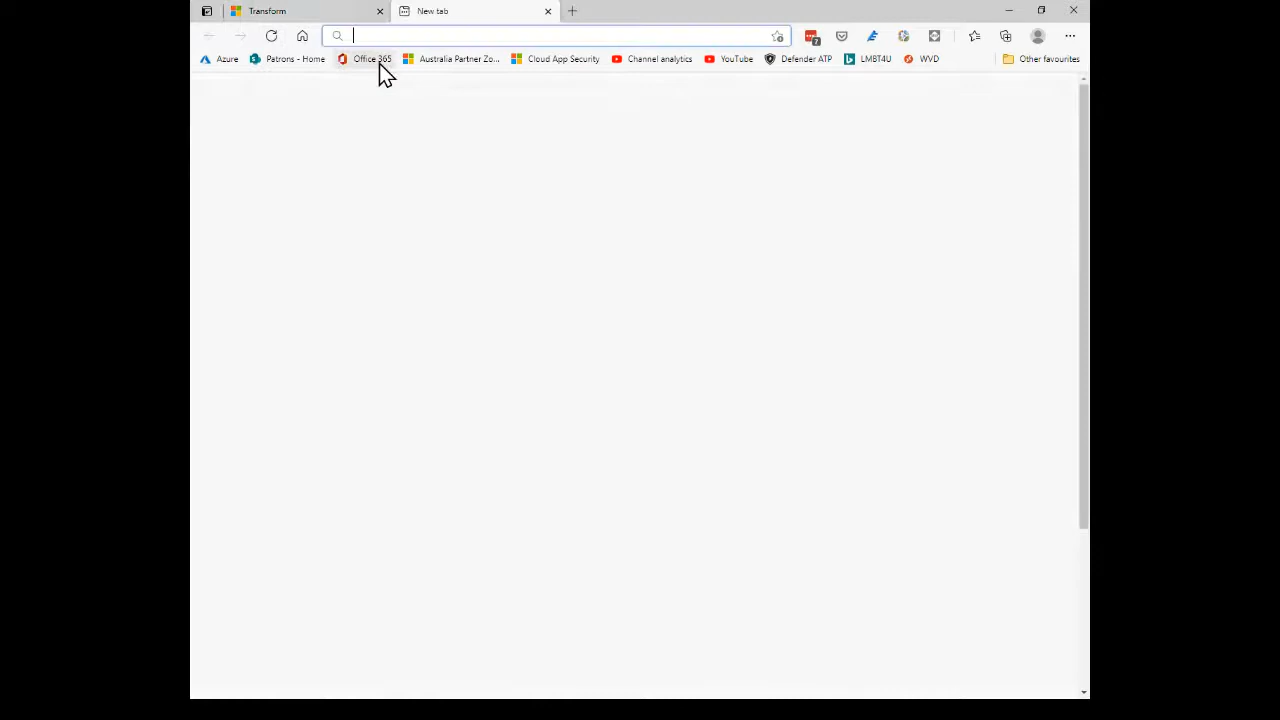 Transform
New tab
7
Azure
Patrons - Home
Office 365
Australia Partner Zo...
Cloud App Security
Channel analytics
YouTube
Defender ATP
LMBT4U
WVD
Other favourites